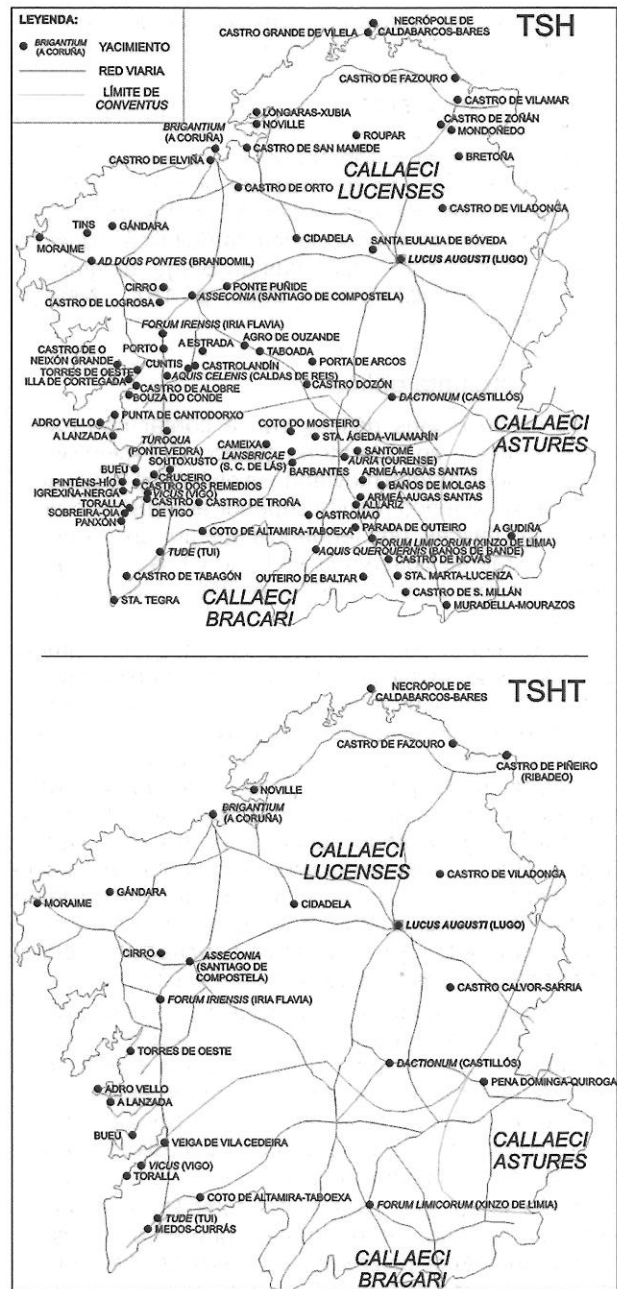 LEYENDA:
BRIGANTIUM
(A CORUÑA)
YACIMIENTO
RED VIARIA
LÍMITE DE
CONVENTUS
TSH
NECRÓPOLE DE
CALDABARCOS-BARES
CASTRO GRANDE DE VILELA
CASTRO DE FAZOURO
CASTRO DE VILAMAR
LONGARAS-XUBIA
NOVILLE
CASTRO DE ZOÑÁN
MONDOÑEDO
ROUPAR
BRIGANTIUM
(A CORUÑA)
CASTRO DE SAN MAMEDE
BRETOÑA
CASTRO DE ELVIÑA
CALLAECI
LUCENSES
CASTRO DE ORTO
CASTRO DE VILADONGA
TINS
GÁNDARA
CIDADELA
MORAIME
SANTA EULALIA DE BÓVEDA
AD DUOS PONTES (BRANDOMIL)
LUCUS AUGUSTI (LUGO)
CIRRO
PONTE PUÑIDE
ASSECONIA (SANTIAGO DE COMPOSTELA)
CASTRO DE LOGROSA
FORUM IRENSIS (IRIA FLAVIA)
AGRO DE OUZANDE
PORTO
A ESTRADA
TABOADA
CASTRO DE O
NEIXÓN GRANDE
CUNTIS
CASTROLANDÍN
PORTA DE ARCOS
TORRES DE OESTE
AQUIS CELENIS (CALDAS DE REIS)
ILLA DE CORTEGADA
CASTRO DE ALOBRE
CASTRO DOZÓN
BOUZA DO CONDE
DACTIONUM (CASTILLÓS)
PUNTA DE CANTODORXO
ADRO VELLO
CALLAECI
ASTURES
A LANZADA
TUROQUA
(PONTEVEDRA)
COTO DO MOSTEIRO
STA. ÁGEDA-VILAMARÍN
CAMEIXA
SANTOMÉ
LANSBRICAE
(S. C. DE LÁS)
AURIA (OURENSE)
SOUTOXUSTO
BARBANTES
BUEU
CRUCEIRO
ARMEÁ-AUGAS SANTAS
PINTÉNS-HÍO
CASTRO DOS REMEDIOS
BAÑOS DE MOLGAS
IGREXIÑA-NERGA
VICUS (VIGO)
ARMEÁ-AUGAS SANTAS
TORALLA
CASTRO
DE VIGO
CASTRO DE TROÑA
ALLARIZ
SOBREIRA-OIA
CASTROMAO
PANXÓN
COTO DE ALTAMIRA-TABOEXA
PARADA DE OUTEIRO
A GUDIÑA
FORUM LIMICORUM (XINZO DE LIMIA)
TUDE (TUI)
AQUIS QUERQUERNIS (BAÑOS DE BANDE)
CASTRO DE NOVÁS
CASTRO DE TABAGÓN
OUTEIRO DE BALTAR
STA. MARTA-LUCENZA
STA. TEGRA
CALLAECI
BRACARI
CASTRO DE S. MILLÁN
MURADELLA-MOURAZOS
TSHT
NECRÓPOLE DE
CALDABARCOS-BARES
CASTRO DE FAZOURO
CASTRO DE PIÑEIRO
(RIBADEO)
NOVILLE
BRIGANTIUM
(A CORUÑA)
CALLAECI
LUCENSES
CASTRO DE VILADONGA
GÁNDARA
MORAIME
CIDADELA
LUCUS AUGUSTI (LUGO)
CIRRO
ASSECONIA
(SANTIAGO DE
COMPOSTELA)
CASTRO CALVOR-SARRIA
FORUM IRIENSIS (IRIA FLAVIA)
TORRES DE OESTE
DACTIONUM (CASTILLÓS)
PENA DOMINGA-QUIROGA
ADRO VELLO
A LANZADA
BUEU
VEIGA DE VILA CEDEIRA
CALLAECI
ASTURES
VICUS (VIGO)
TORALLA
COTO DE ALTAMIRA-TABOEXA
FORUM LIMICORUM (XINZO DE LIMIA)
TUDE (TUI)
MEDOS-CURRÁS
CALLAECI
BRACARI